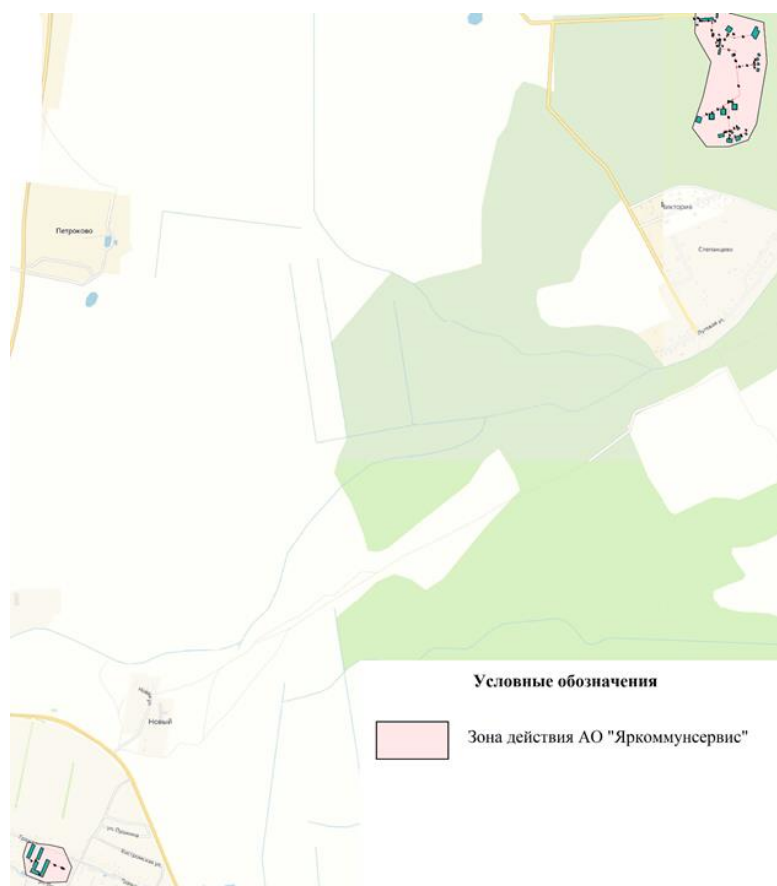 Виктория
Степанцево
Петроково
Луговая ул.
Условные обозначения
Новый
Зона действия АО "Яркоммунсервис"
ул. Пушкина
Костромская ул.